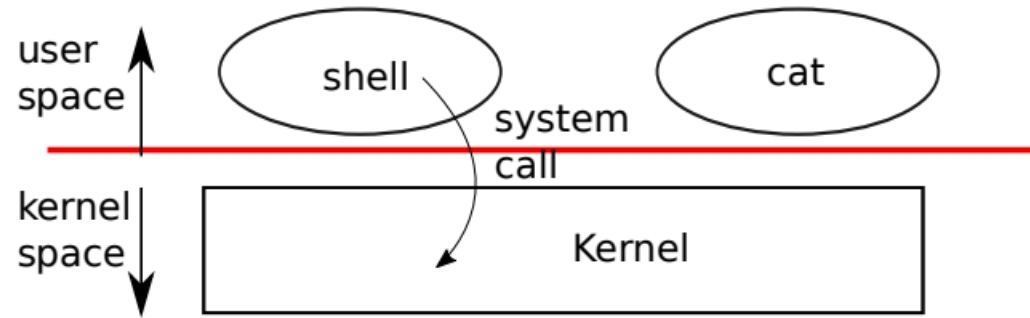 user
space
shell
cat
system
call
kernel
space
Kernel